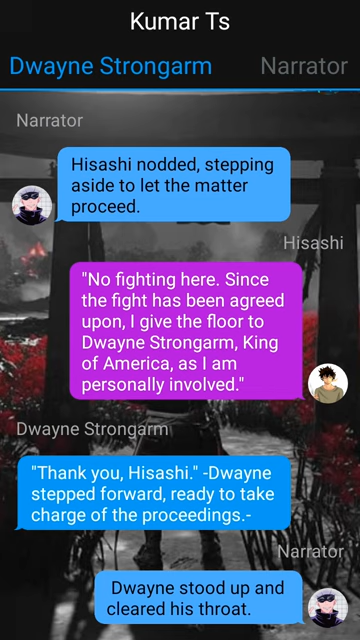 Kumar Ts
Dwayne Strongarm Narrator
Narrator
Hisashi nodded, stepping
aside to let the matter
proceed.
Hisashi
"No fighting here. Since
the fight has been agreed
upon, I give the floor to
Dwayne Strongarm, King
of America, as I am
personally involved."
Dwayne Strongarm
"Thank you, Hisashi." -Dwayne
stepped forward, ready to take
charge of the proceedings.-
Narrator
Dwayne stood up and
cleared his throat.